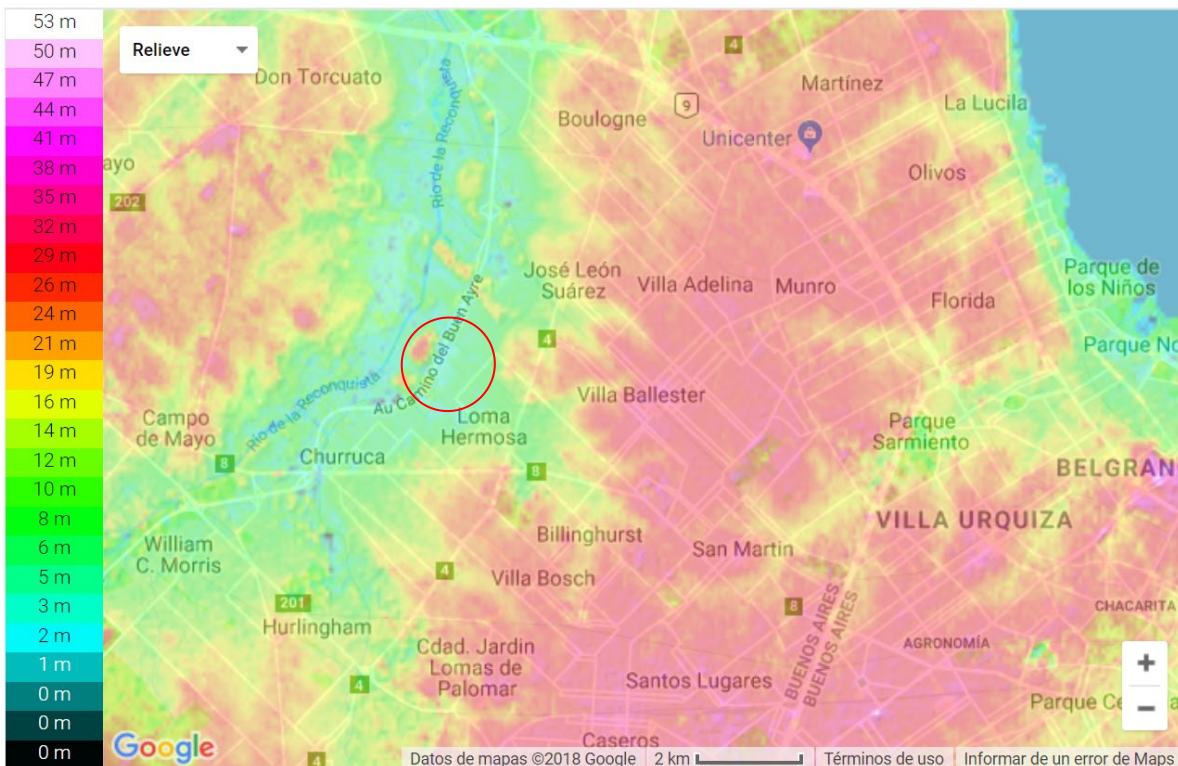 53 m
50 m
47 m
44 m
41 m
38 m
35 m
32 m
29 m
26 m
24 m
21 m
19 m
16 m
14 m
12 m
10 m
8 m
6 m
5 m
3 m
2 m
1 m
0 m
0 m
0 m
Relieve
Don Torcuato
4
Martínez
La Lucila
9
Boulogne
Unicenter
ayo
Río de la Reconquista
Olivos
202
José León
Suárez
Villa Adelina
Munro
Parque de
los Niños
Florida
Au Camino del Buen Ayre
4
Parque No
Río de la Reconquista
Villa Ballester
Campo
de Mayo
Loma
Hermosa
Parque
Sarmiento
Churruca
8
8
BELGRAN
VILLA URQUIZA
Billinghurst
William
C. Morris
San Martin
4
Villa Bosch
201
8
CHACARITA
Hurlingham
BUENOS AIRES
BUENOS AIRES
AGRONOMÍA
Cdad. Jardin
Lomas de
Palomar
4
Santos Lugares
Parque Ce
Caseros
4
Google
Datos de mapas ©2018 Google
2 km
Términos de uso
Informar de un error de Maps